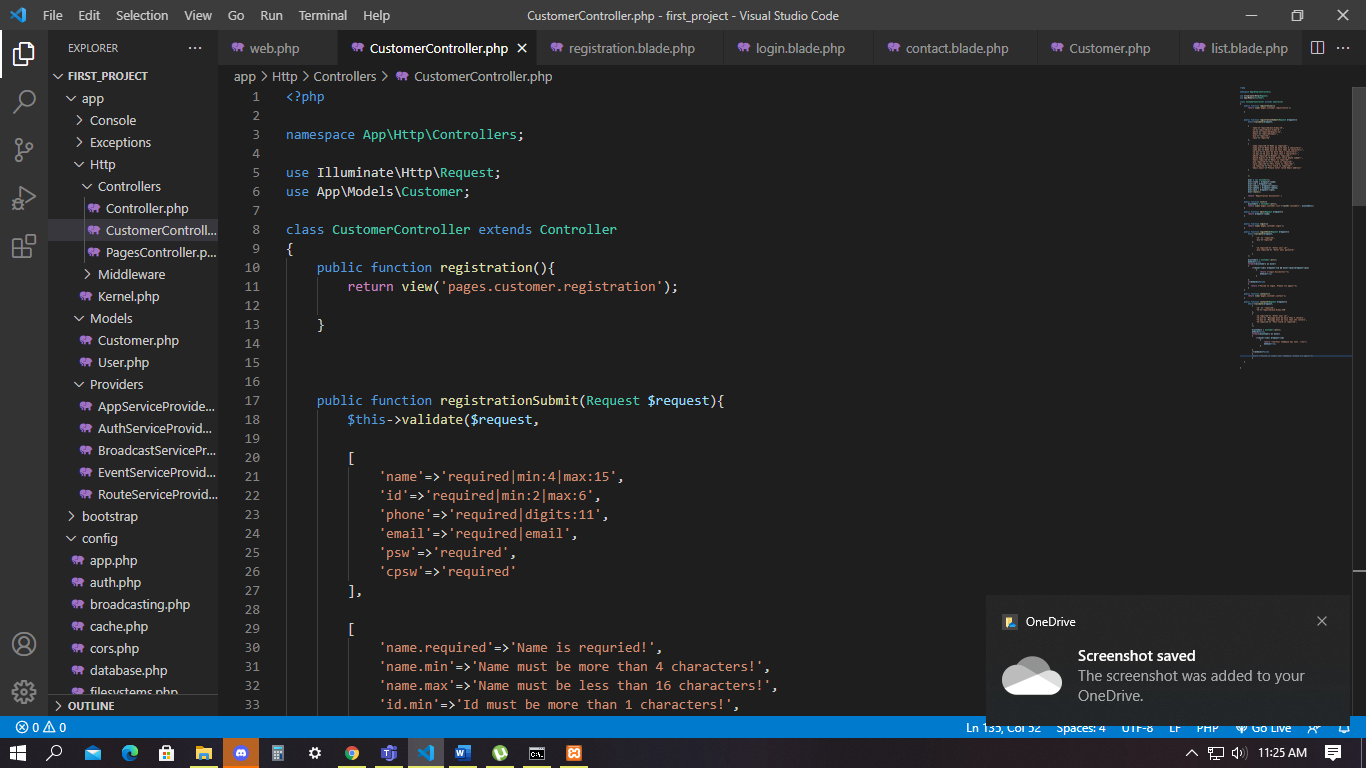 File Edit Selection View Go Run Terminal Help
CustomerController.php - first_project - Visual Studio Code
EXPLORER
FIRST_PROJECT
app
Console
Exceptions
Http
Controllers
Controller.php
CustomerControll...
PagesController.p...
Middleware
Kernel.php
Models
Customer.php
User.php
Providers
AppServiceProvide...
AuthServiceProvid...
BroadcastServicePr...
EventServiceProvid...
RouteServiceProvid...
bootstrap
config
app.php
auth.php
broadcasting.php
cache.php
cors.php
database.php
filesystems.php
OUTLINE
web.php CustomerController.php registration.blade.php login.blade.php contact.blade.php Customer.php list.blade.php
app > Http > Controllers > CustomerController.php
1 <?php
2
3 namespace App\Http\Controllers;
4
5 use Illuminate\Http\Request;
6 use App\Models\Customer;
7
8 class CustomerController extends Controller
9 {
10 public function registration(){
11 return view('pages.customer.registration');
12
13 }
14
15
16
17 public function registrationSubmit(Request $request){
18 $this->validate($request,
19
20 [
21 'name'=>'required|min:4|max:15',
22 'id'=>'required|min:2|max:6',
23 'phone'=>'required|digits:11',
24 'email'=>'required|email',
25 'psw'=>'required',
26 'cpsw'=>'required'
27 ],
28
29 [
30 'name.required'=>'Name is requried!',
31 'name.min'=>'Name must be more than 4 characters!',
32 'name.max'=>'Name must be less than 16 characters!',
33 'id.min'=>'Id must be more than 1 characters!',
OneDrive
Screenshot saved
The screenshot was added to your
OneDrive.
0 0
Ln 135, Col 52 Spaces: 4 UTF-8 LF PHP Go Live
11:25 AM